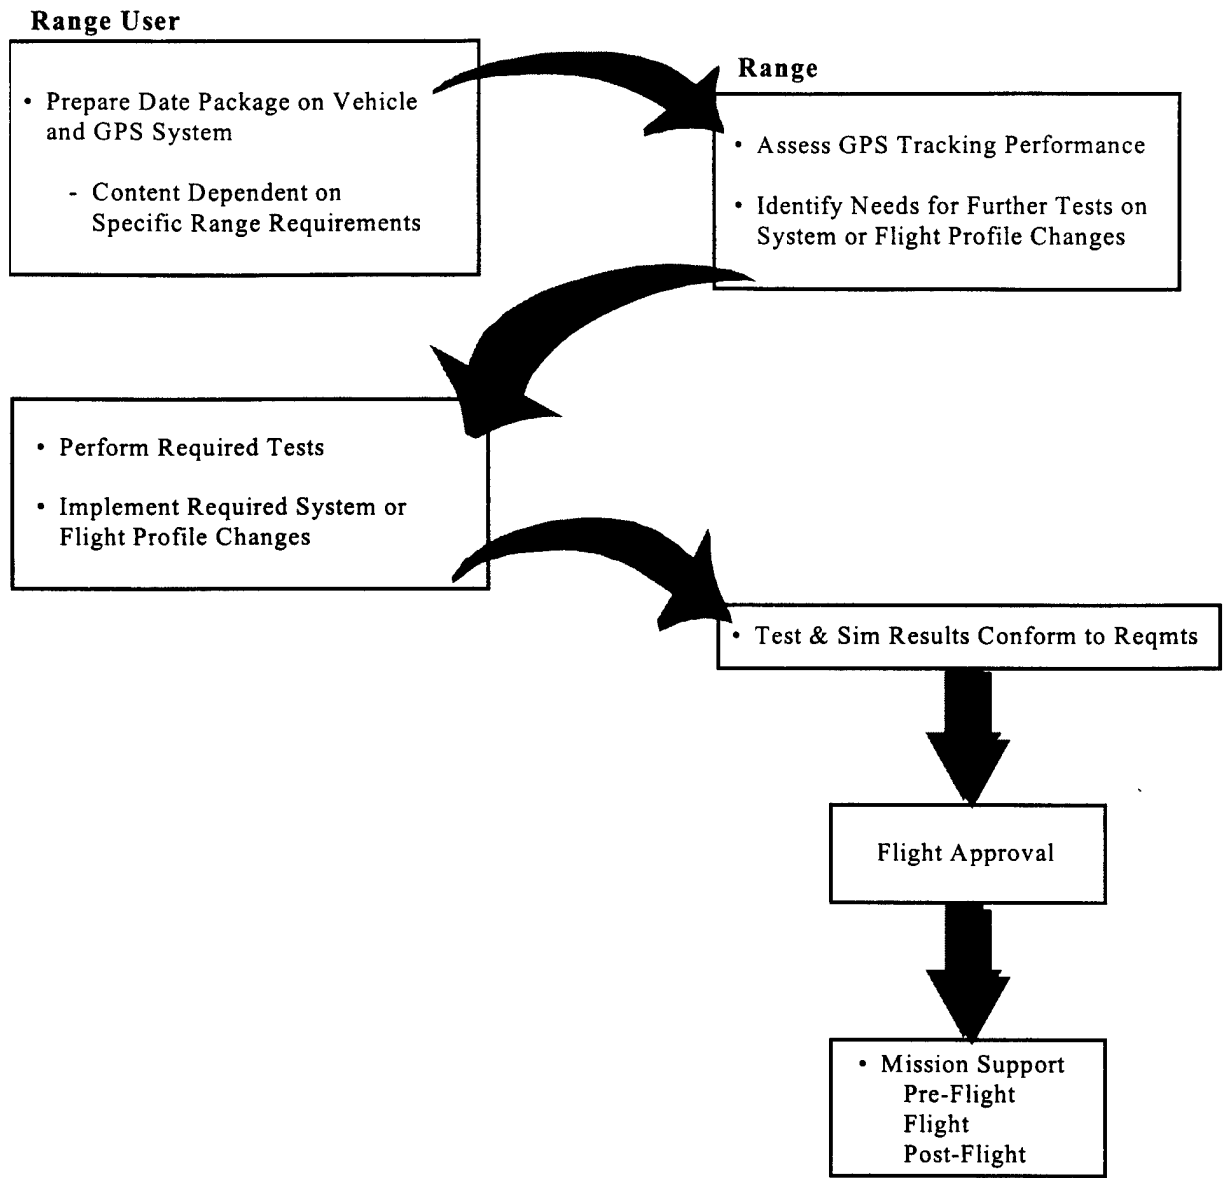 Range User
• Prepare Date Package on Vehicle
and GPS System
- Content Dependent on
Specific Range Requirements
Range
• Assess GPS Tracking Performance
• Identify Needs for Further Tests on
System or Flight Profile Changes
• Perform Required Tests
• Implement Required System or
Flight Profile Changes
• Test & Sim Results Conform to Reqmts
Flight Approval
• Mission Support
Pre-Flight
Flight
Post-Flight